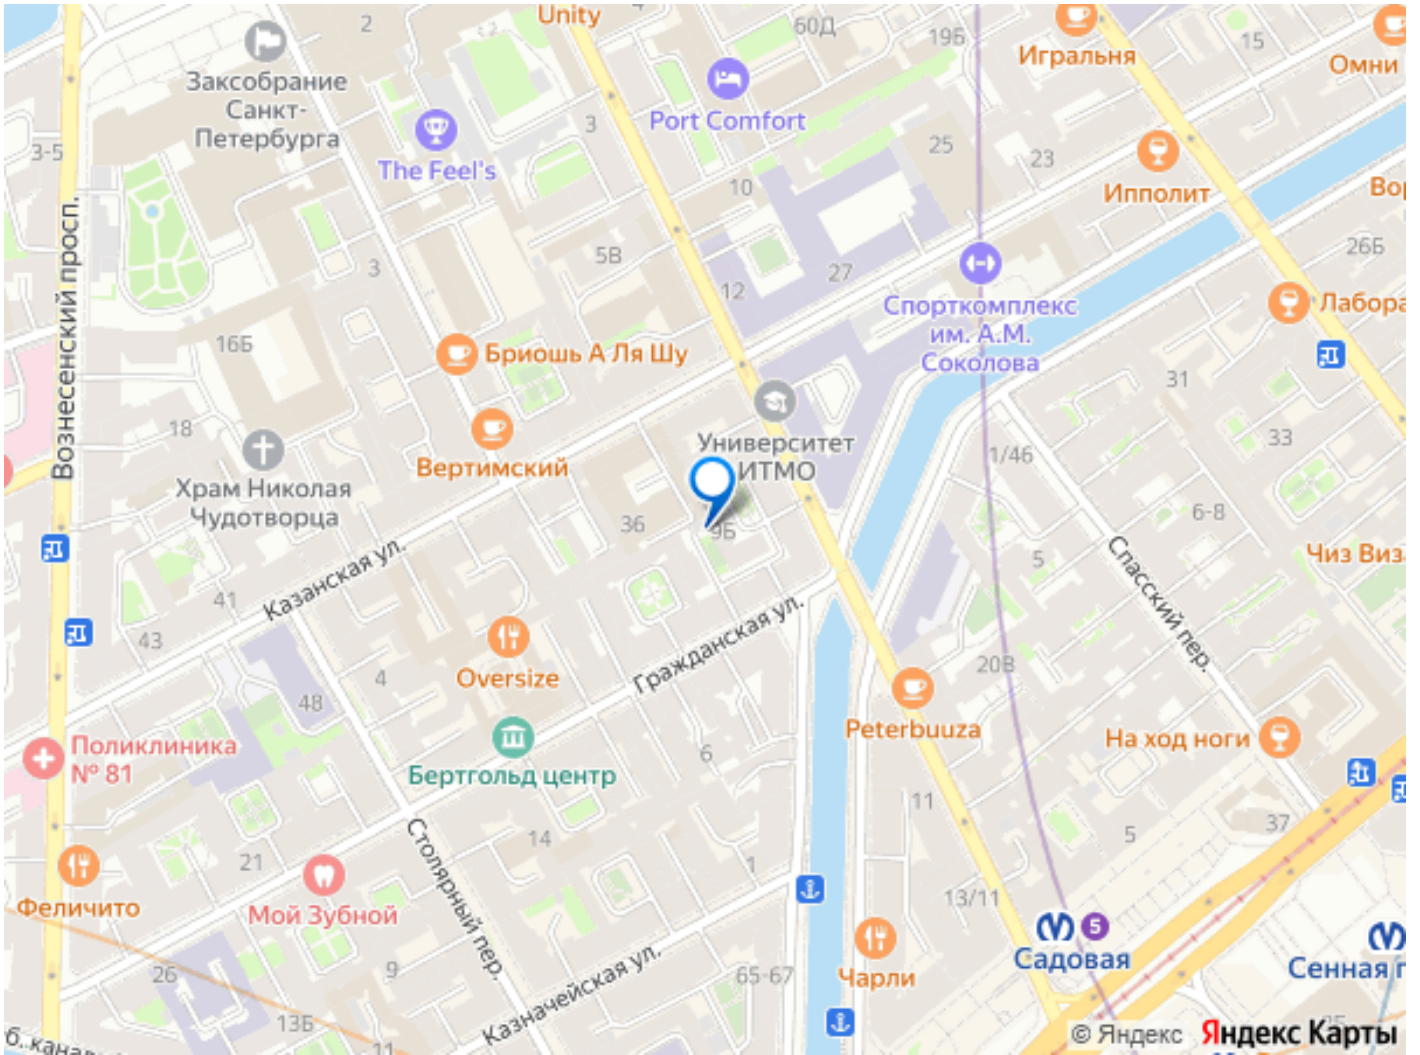 Unity
2
60Д
19Б
Игральня
15
Омни
Заксобрание
Санкт-
Петербурга
3
Port Comfort
25
The Feel's
23
3-5
10
Ипполит
5В
26Б
3
27
12
Спорткомплекс
им. А.М.
Соколова
Лабора
Вознесенский просп.
16Б
Бриошь А Ля Шу
31
18
Университет
ИТМО
33
1/46
Вертимский
Храм Николая
Чудотворца
36
9Б
6-8
5
Чиз Виз
Казанская ул.
Спасский пер.
41
43
Гражданская ул.
Oversize
4
20В
48
Peterbuuza
Поликлиника
№ 81
6
На ход ноги
Бертгольд центр
11
14
5
37
Столярный пер.
21
1
Феличито
Мой Зубной
13/11
5
Садовая
Сенная п
Чарли
26
9
65-67
Казначейская ул.
13Б
11
© Яндекс
Яндекс Карты